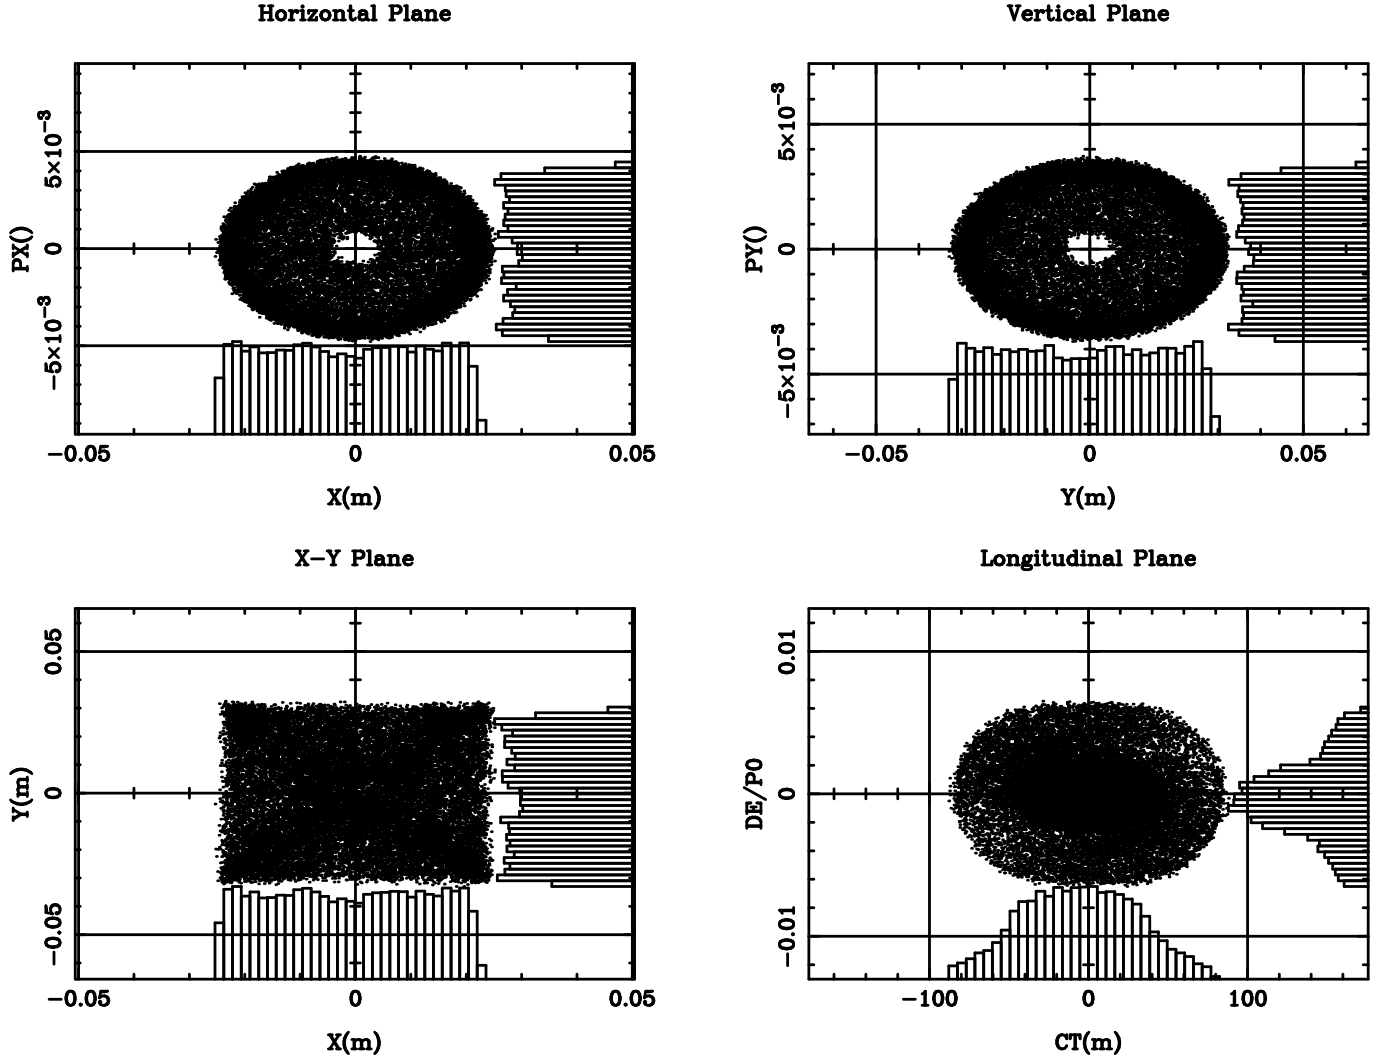 Horizontal Plane
PX()
5×10⁻³
0
−5×10⁻³
−0.05
0
0.05
X(m)
Vertical Plane
PY()
5×10⁻³
0
−5×10⁻³
−0.05
0
0.05
Y(m)
X−Y Plane
Y(m)
0.05
0
−0.05
−0.05
0
0.05
X(m)
Longitudinal Plane
DE/P0
0.01
0
−0.01
−100
0
100
CT(m)